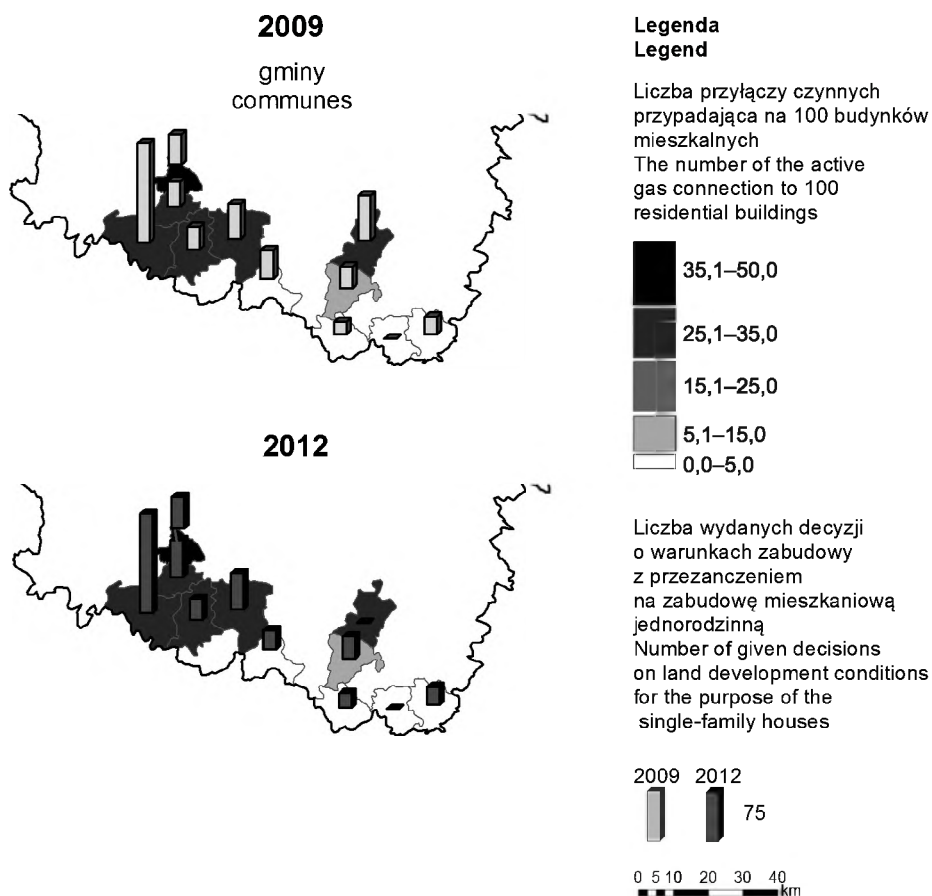 2009
gminy
communes
2012
Legenda
Legend
Liczba przyłączy czynnych
przypadająca na 100 budynków
mieszkalnych
The number of the active
gas connection to 100
residential buildings
35,1–50,0
25,1–35,0
15,1–25,0
5,1–15,0
0,0–5,0
Liczba wydanych decyzji
o warunkach zabudowy
z przezanczeniem
na zabudowę mieszkaniową
jednorodzinną
Number of given decisions
on land development conditions
for the purpose of the
single-family houses
2009 2012
75
0 5 10 20 30 40
km